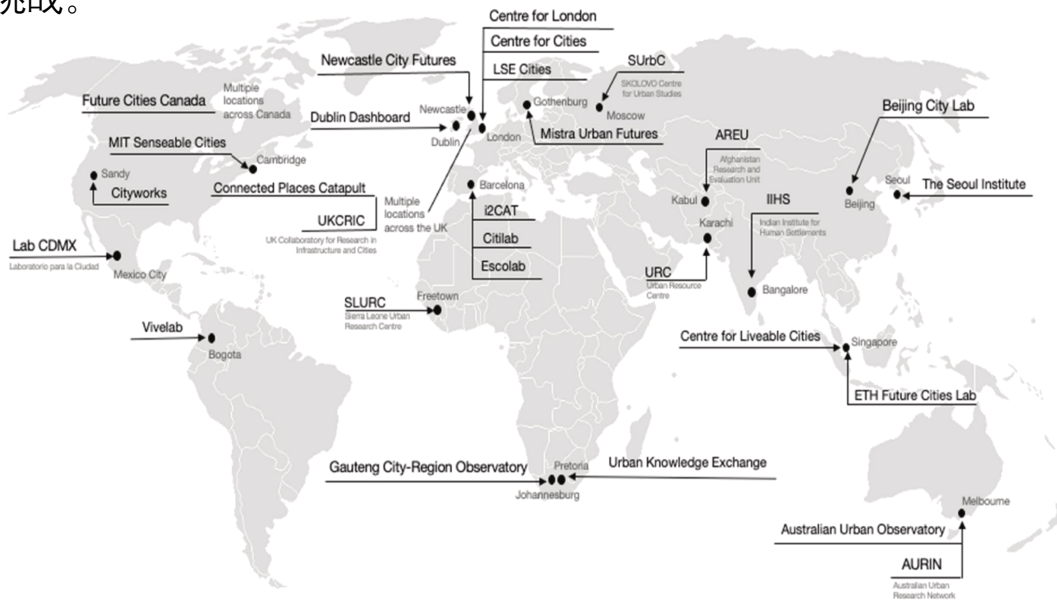 战。
Centre for London
Centre for Cities
LSE Cities
Newcastle City Futures
SUrbC
SKOLOVO Centre
for Urban Studies
Future Cities Canada
Multiple
locations
across Canada
Newcastle
Gothenburg
Moscow
Beijing City Lab
Dublin Dashboard
Dublin
London
Mistra Urban Futures
AREU
Afghanistan
Research and
Evaluation Unit
MIT Senseable Cities
Cambridge
Sandy
Cityworks
Connected Places Catapult
Multiple
locations
across the UK
UKCRIC
UK Collaboratory for Research in
Infrastructure and Cities
Barcelona
i2CAT
Citilab
Escolab
Kabul
Karachi
IIHS
Indian Institute for
Human Settlements
Beijing
Seoul
The Seoul Institute
Lab CDMX
Laboratorio para la Ciudad
Mexico City
URC
Urban Resource
Centre
Bangalore
SLURC
Sierra Leone Urban
Research Centre
Freetown
Vivelab
Bogota
Centre for Liveable Cities
Singapore
ETH Future Cities Lab
Gauteng City-Region Observatory
Pretoria
Johannesburg
Urban Knowledge Exchange
Melbourne
Australian Urban Observatory
AURIN
Australian Urban
Research Network